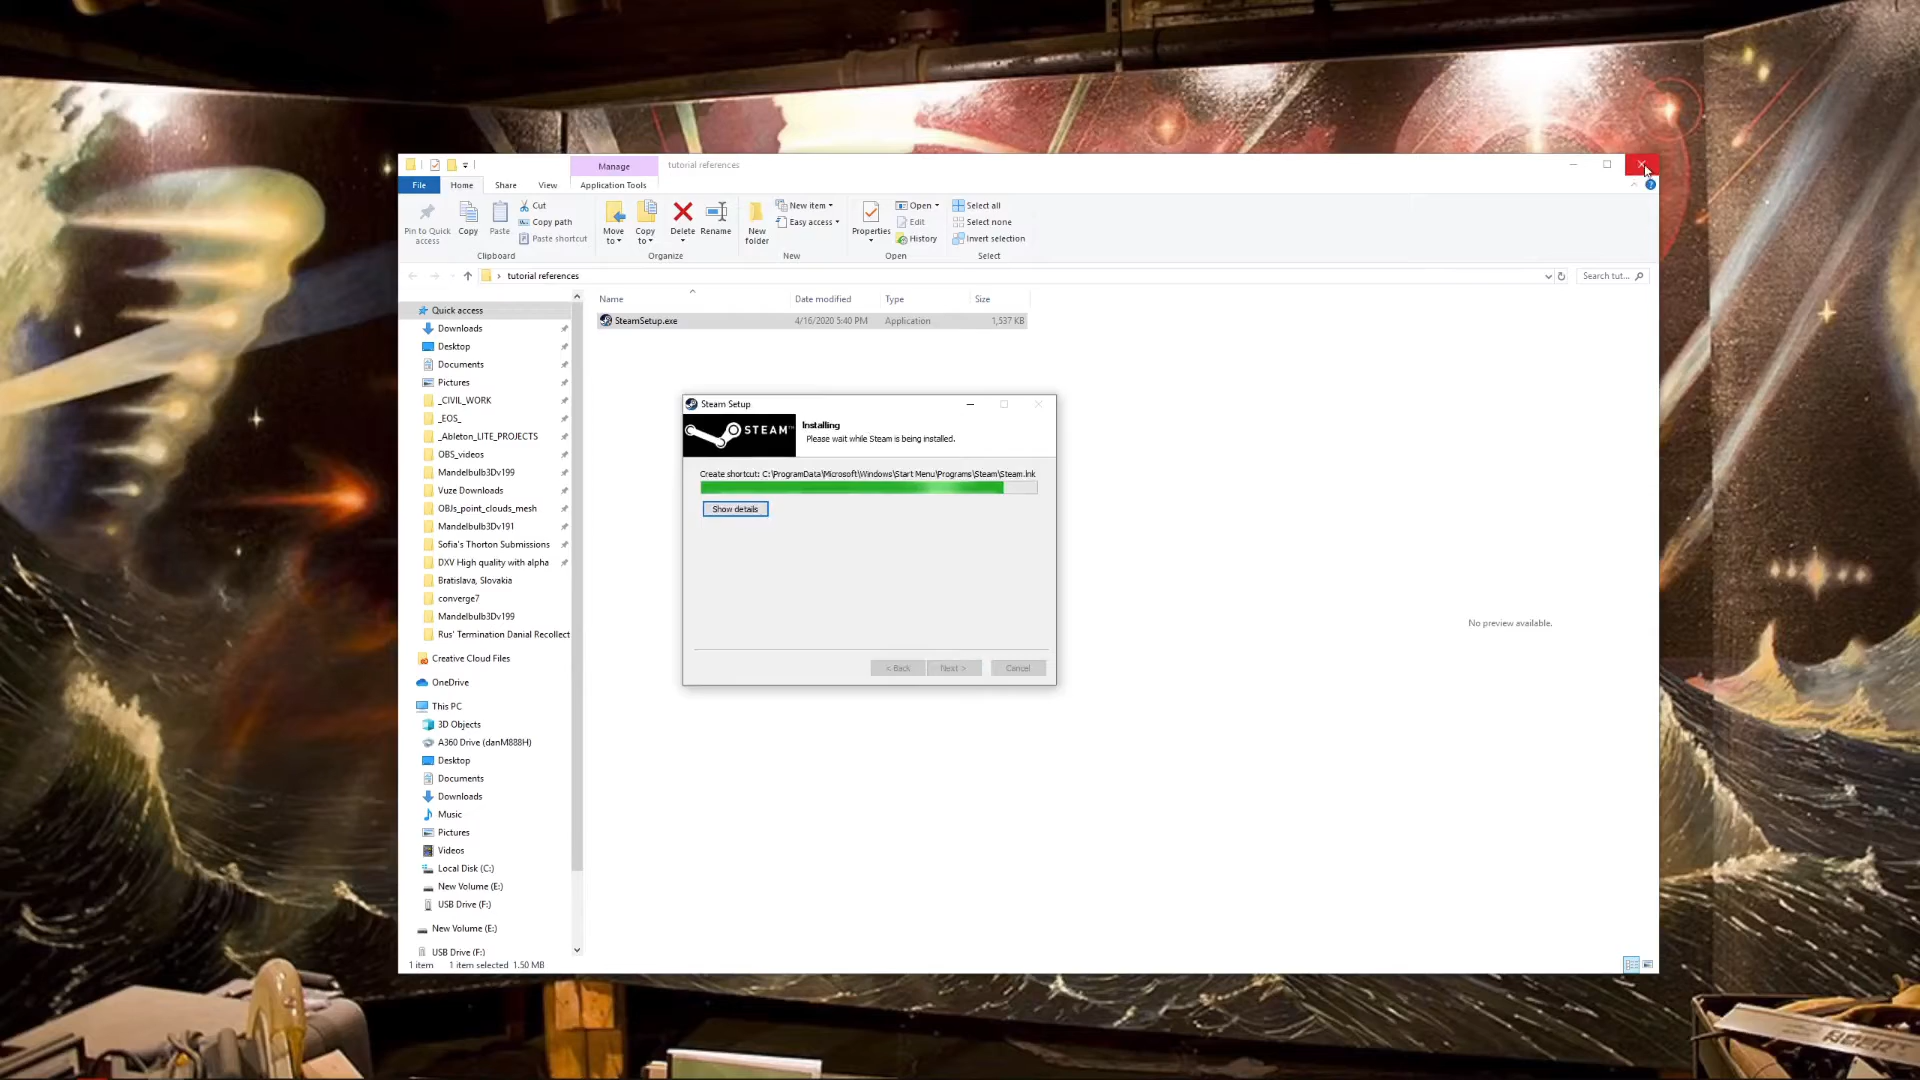 Manage
tutorial references
File
Home
Share
View
Application Tools
Pin to Quick
access
Copy
Paste
Cut
Copy path
Paste shortcut
Clipboard
Move
to
Copy
to
Delete
Rename
Organize
New
folder
New item
Easy access
New
Properties
Open
Edit
History
Open
Select all
Select none
Invert selection
Select
tutorial references
Search tut...
Name
Date modified
Type
Size
SteamSetup.exe
4/16/2020 5:40 PM
Application
1,537 KB
Quick access
Downloads
Desktop
Documents
Pictures
_CIVIL_WORK
_EOS_
_Ableton_LITE_PROJECTS
OBS_videos
Mandelbulb3Dv199
Vuze Downloads
OBJs_point_clouds_mesh
Mandelbulb3Dv191
Sofia's Thorton Submissions
DXV High quality with alpha
Bratislava, Slovakia
converge7
Mandelbulb3Dv199
Rus' Termination Danial Recollect
Creative Cloud Files
OneDrive
This PC
3D Objects
A360 Drive (danM888H)
Desktop
Documents
Downloads
Music
Pictures
Videos
Local Disk (C:)
New Volume (E:)
USB Drive (F:)
New Volume (E:)
USB Drive (F:)
Steam Setup
STEAM™
Installing
Please wait while Steam is being installed.
Create shortcut: C:\ProgramData\Microsoft\Windows\Start Menu\Programs\Steam\Steam.lnk
Show details
< Back
Next >
Cancel
No preview available.
1 item
1 item selected 1.50 MB